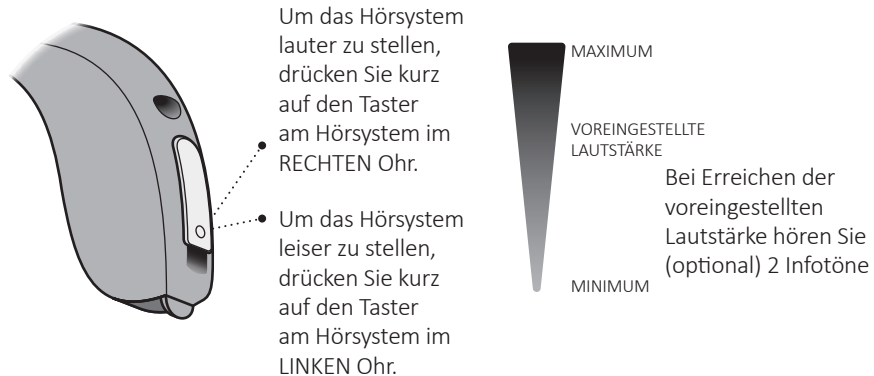 Um das Hörsystem
lauter zu stellen,
drücken Sie kurz
auf den Taster
am Hörsystem im
RECHTEN Ohr.
Um das Hörsystem
leiser zu stellen,
drücken Sie kurz
auf den Taster
am Hörsystem im
LINKEN Ohr.
MAXIMUM
VOREINGESTELLTE
LAUTSTÄRKE
Bei Erreichen der
voreingestellten
Lautstärke hören Sie
(optional) 2 Infotöne
MINIMUM